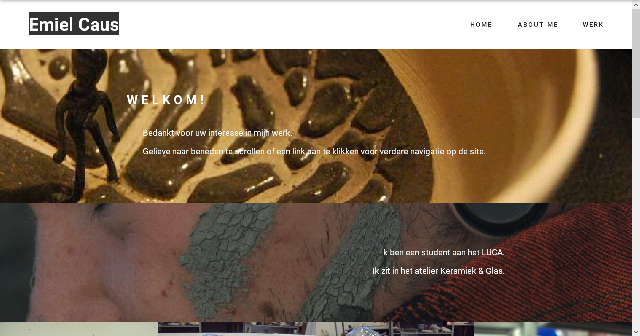 Emiel Caus
HOME ABOUT ME WERK
WELKOM!
Bedankt voor uw interesse in mijn werk.
Gelieve naar beneden te scrollen of een link aan te klikken voor verdere navigatie op de site.
Ik ben een student aan het LUCA.
Ik zit in het atelier Keramiek & Glas.